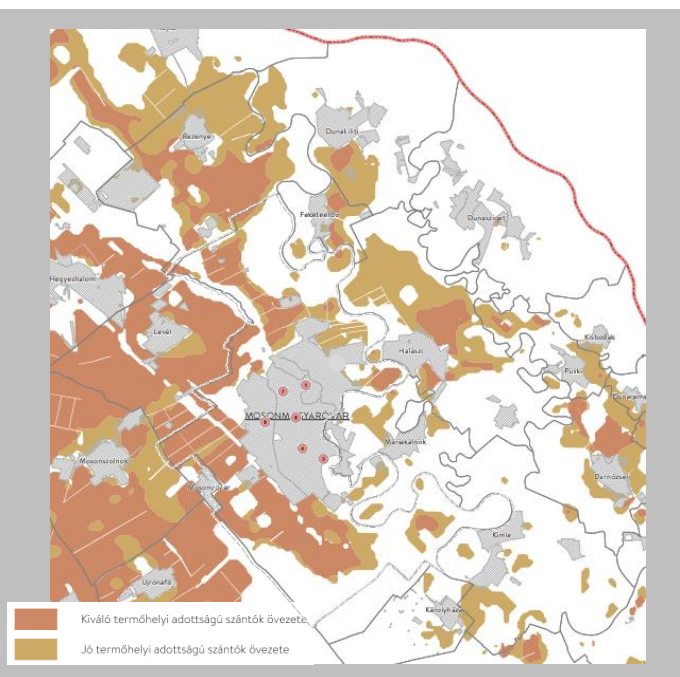 Bezenye
Dunakiliti
Feketeerdő
Dunasziget
Hegyeshalom
Levél
Halászi
Kisbodak
Püski
MOSONMAGYARÓVÁR
Máriakálnok
Mosonszolnok
Darnózseli
Kimle
Újrónafő
Károlyháza
Kiváló termőhelyi adottságú szántók övezete
Jó termőhelyi adottságú szántók övezete